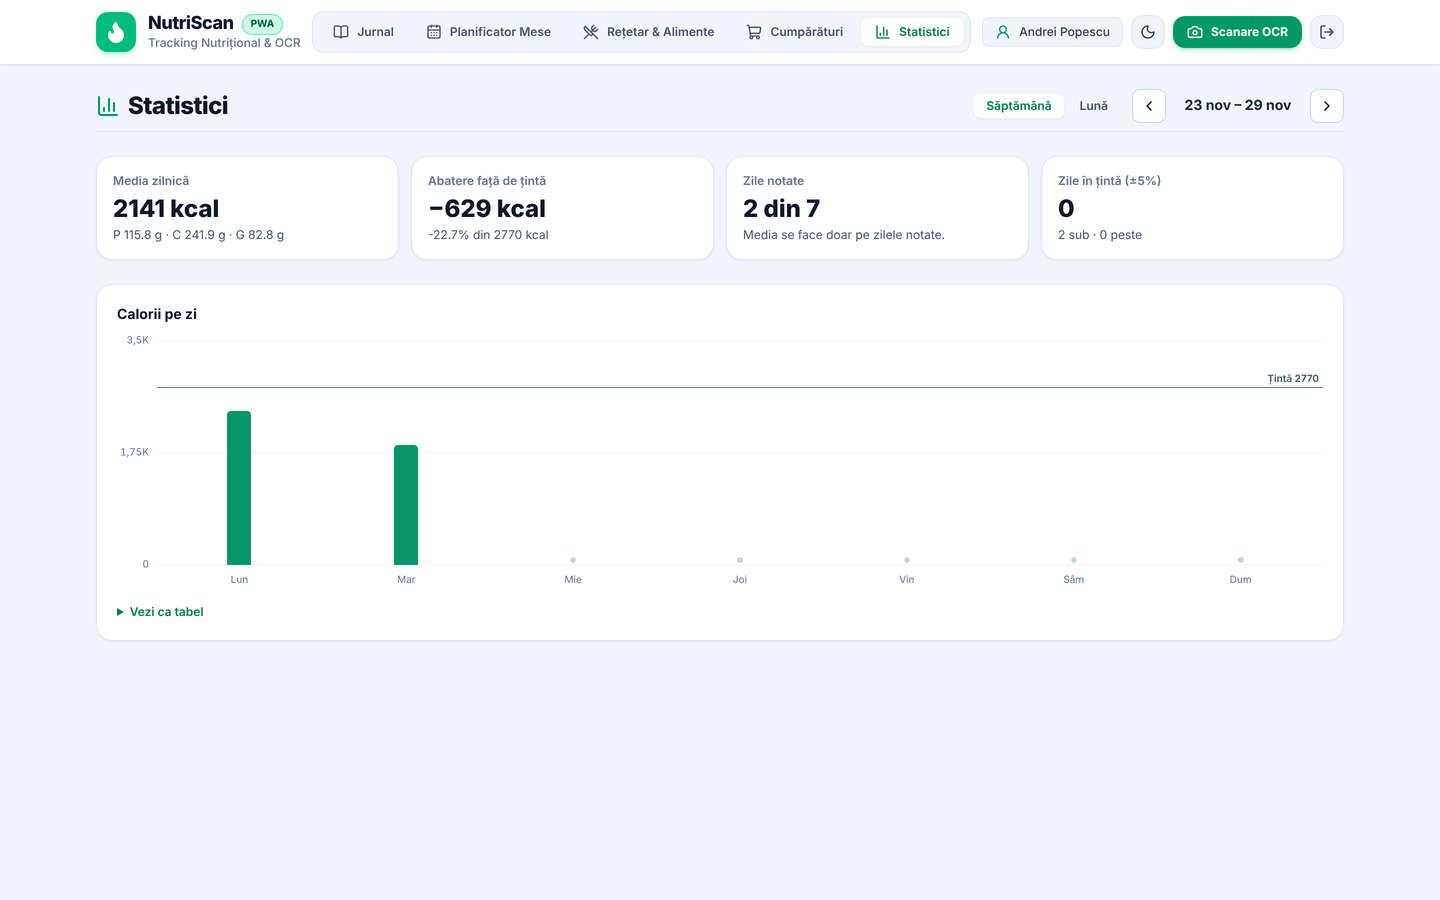 NutriScan PWA
Tracking Nutrițional & OCR
Jurnal
Planificator Mese
Rețetar & Alimente
Cumpărături
Statistici
Andrei Popescu
Scanare OCR
Statistici
Săptămână
Lună
23 nov – 29 nov
Media zilnică
2141 kcal
P 115.8 g · C 241.9 g · G 82.8 g
Abatere față de țintă
−629 kcal
-22.7% din 2770 kcal
Zile notate
2 din 7
Media se face doar pe zilele notate.
Zile în țintă (±5%)
0
2 sub · 0 peste
Calorii pe zi
3,5K
Țintă 2770
1,75K
0
Lun
Mar
Mie
Joi
Vin
Sâm
Dum
Vezi ca tabel